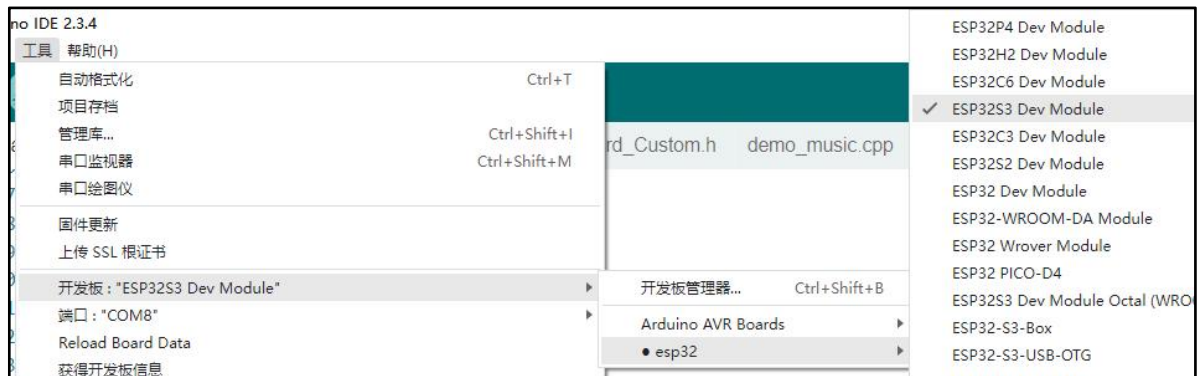 no IDE 2.3.4
工具 帮助(H)
自动格式化 Ctrl+T
项目存档
管理库... Ctrl+Shift+I
串口监视器 Ctrl+Shift+M
串口绘图仪
固件更新
上传 SSL 根证书
开发板："ESP32S3 Dev Module"
端口："COM8"
Reload Board Data
获得开发板信息
rd_Custom.h demo_music.cpp
开发板管理器... Ctrl+Shift+B
Arduino AVR Boards
● esp32
ESP32P4 Dev Module
ESP32H2 Dev Module
ESP32C6 Dev Module
✓ ESP32S3 Dev Module
ESP32C3 Dev Module
ESP32S2 Dev Module
ESP32 Dev Module
ESP32-WROOM-DA Module
ESP32 Wrover Module
ESP32 PICO-D4
ESP32S3 Dev Module Octal (WRO
ESP32-S3-Box
ESP32-S3-USB-OTG